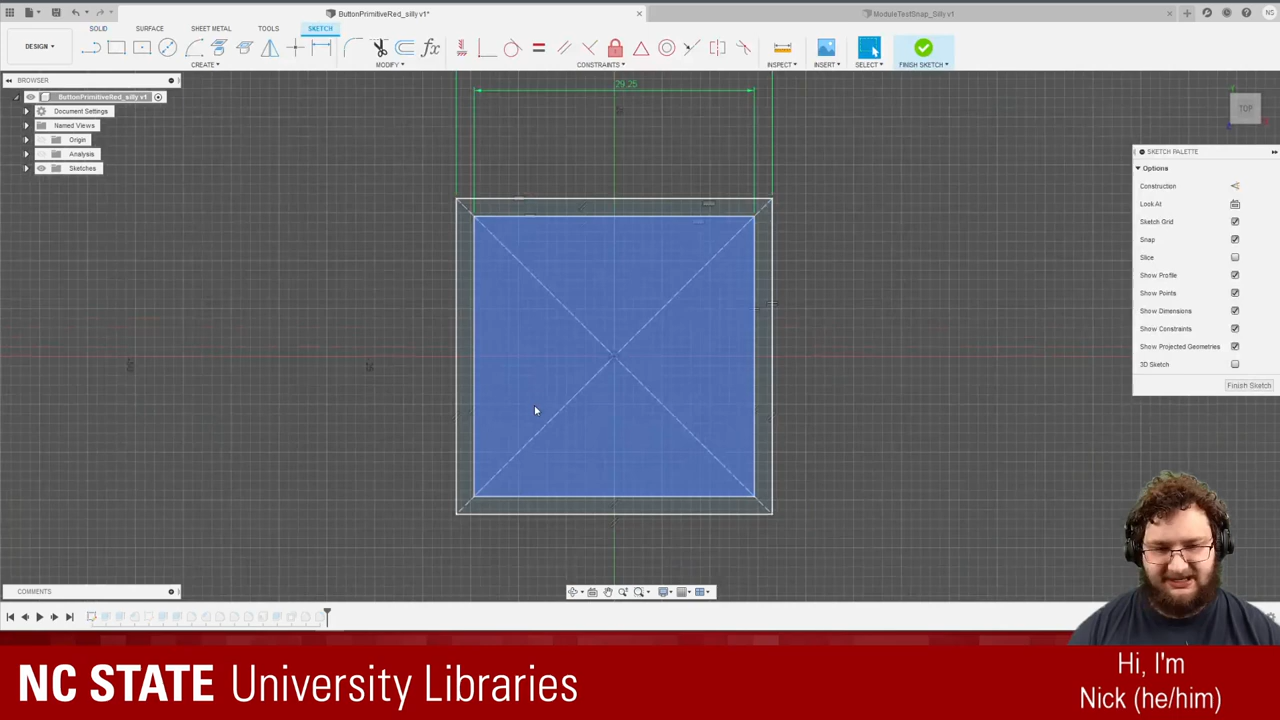 ButtonPrimitiveRed_silly v1*
ModuleTestSnap_Silly v1
NS
SOLID
SURFACE
SHEET METAL
TOOLS
SKETCH
DESIGN
CREATE
MODIFY
CONSTRAINTS
INSPECT
INSERT
SELECT
FINISH SKETCH
BROWSER
ButtonPrimitiveRed_silly v1
Document Settings
Named Views
Origin
Analysis
Sketches
29.25
TOP
SKETCH PALETTE
Options
Construction
Look At
Sketch Grid
Snap
Slice
Show Profile
Show Points
Show Dimensions
Show Constraints
Show Projected Geometries
3D Sketch
Finish Sketch
COMMENTS
NC STATE University Libraries
Hi, I'm
Nick (he/him)